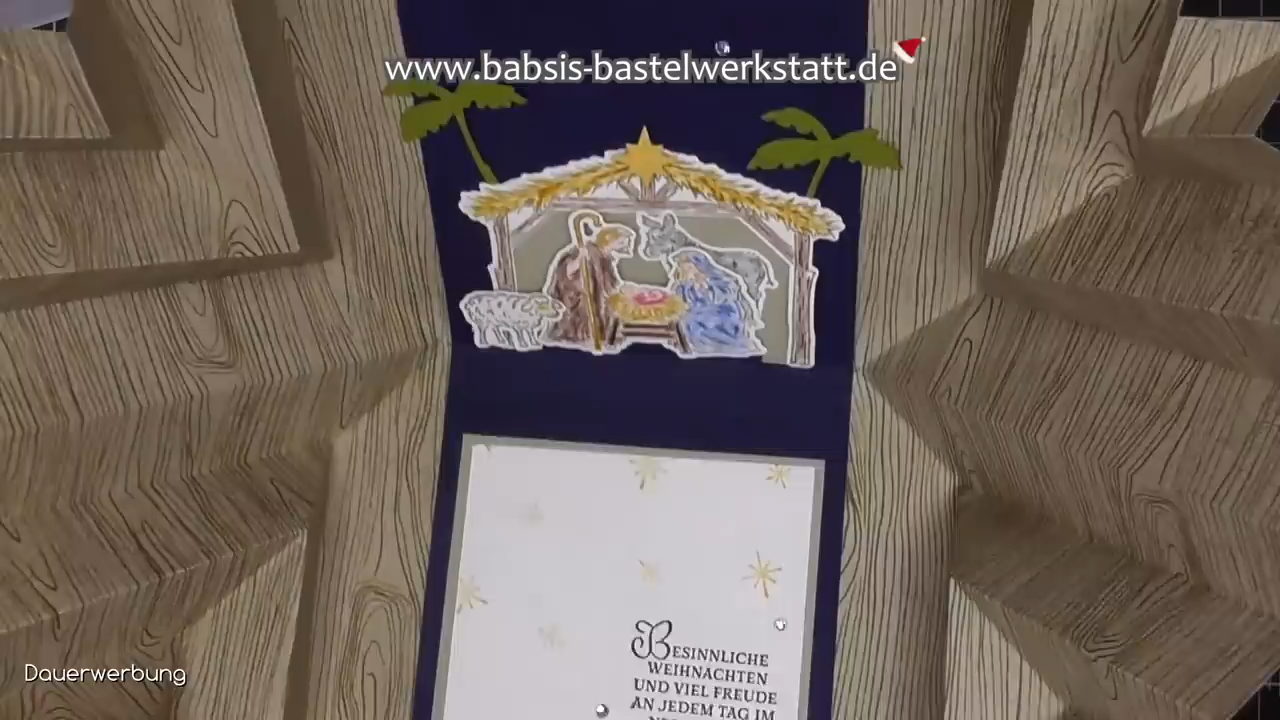 www.babsis-bastelwerkstatt.de
BESINNLICHE
WEIHNACHTEN
UND VIEL FREUDE
AN JEDEM TAG IM
Dauerwerbung